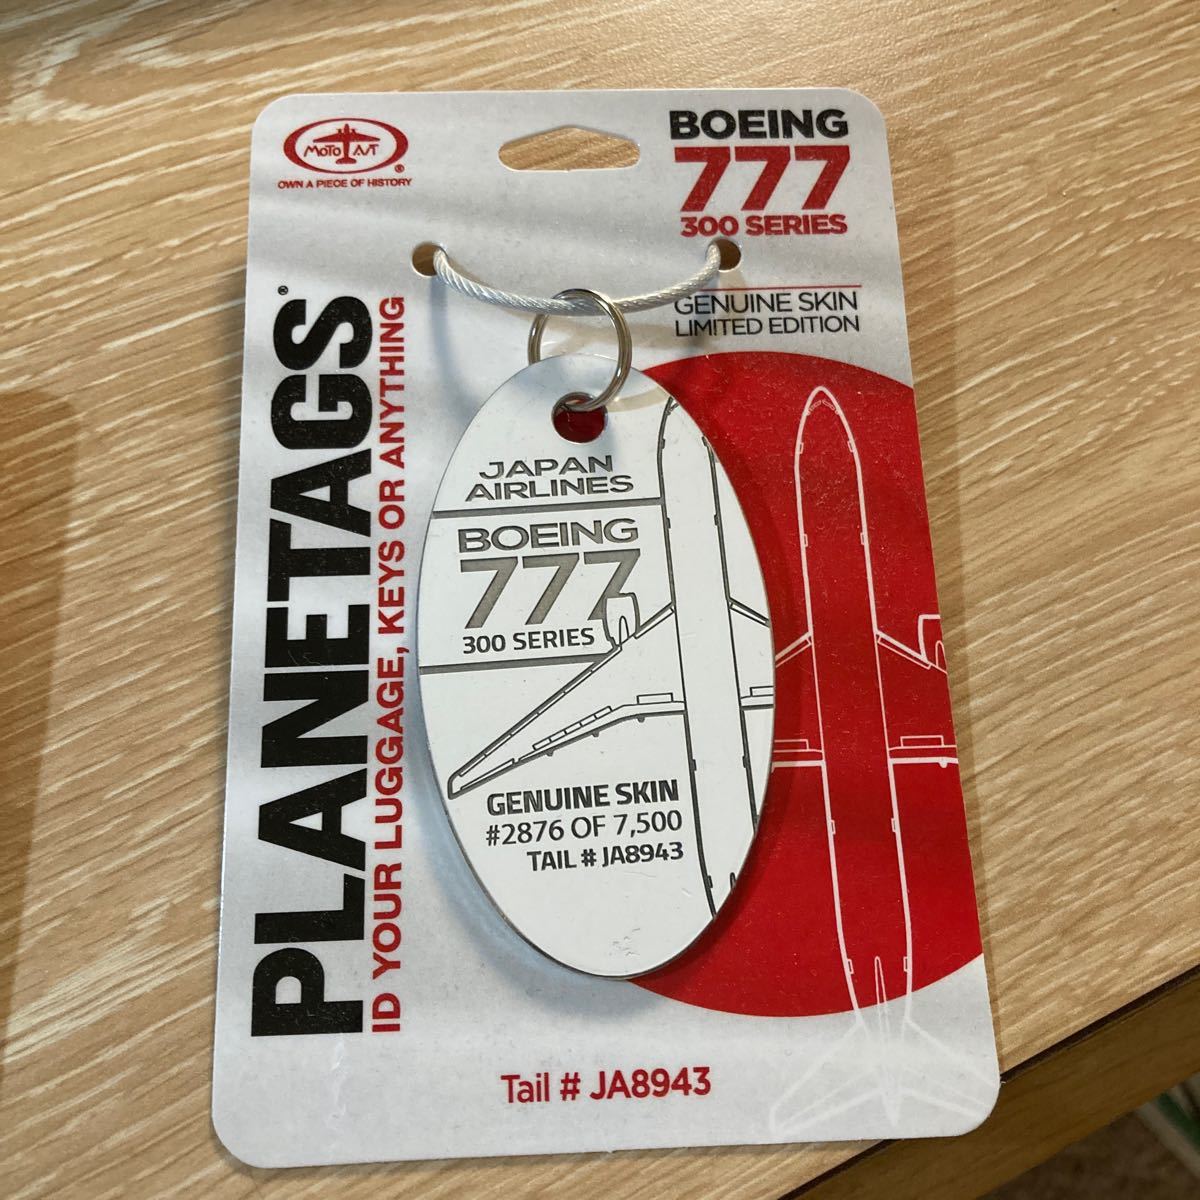 MOTO ART
®
OWN A PIECE OF HISTORY
BOEING
777
300 SERIES
GENUINE SKIN
LIMITED EDITION
PLANETAGS®
ID YOUR LUGGAGE, KEYS OR ANYTHING
JAPAN
AIRLINES
BOEING
777
300 SERIES
GENUINE SKIN
#2876 OF 7,500
TAIL # JA8943
Tail # JA8943